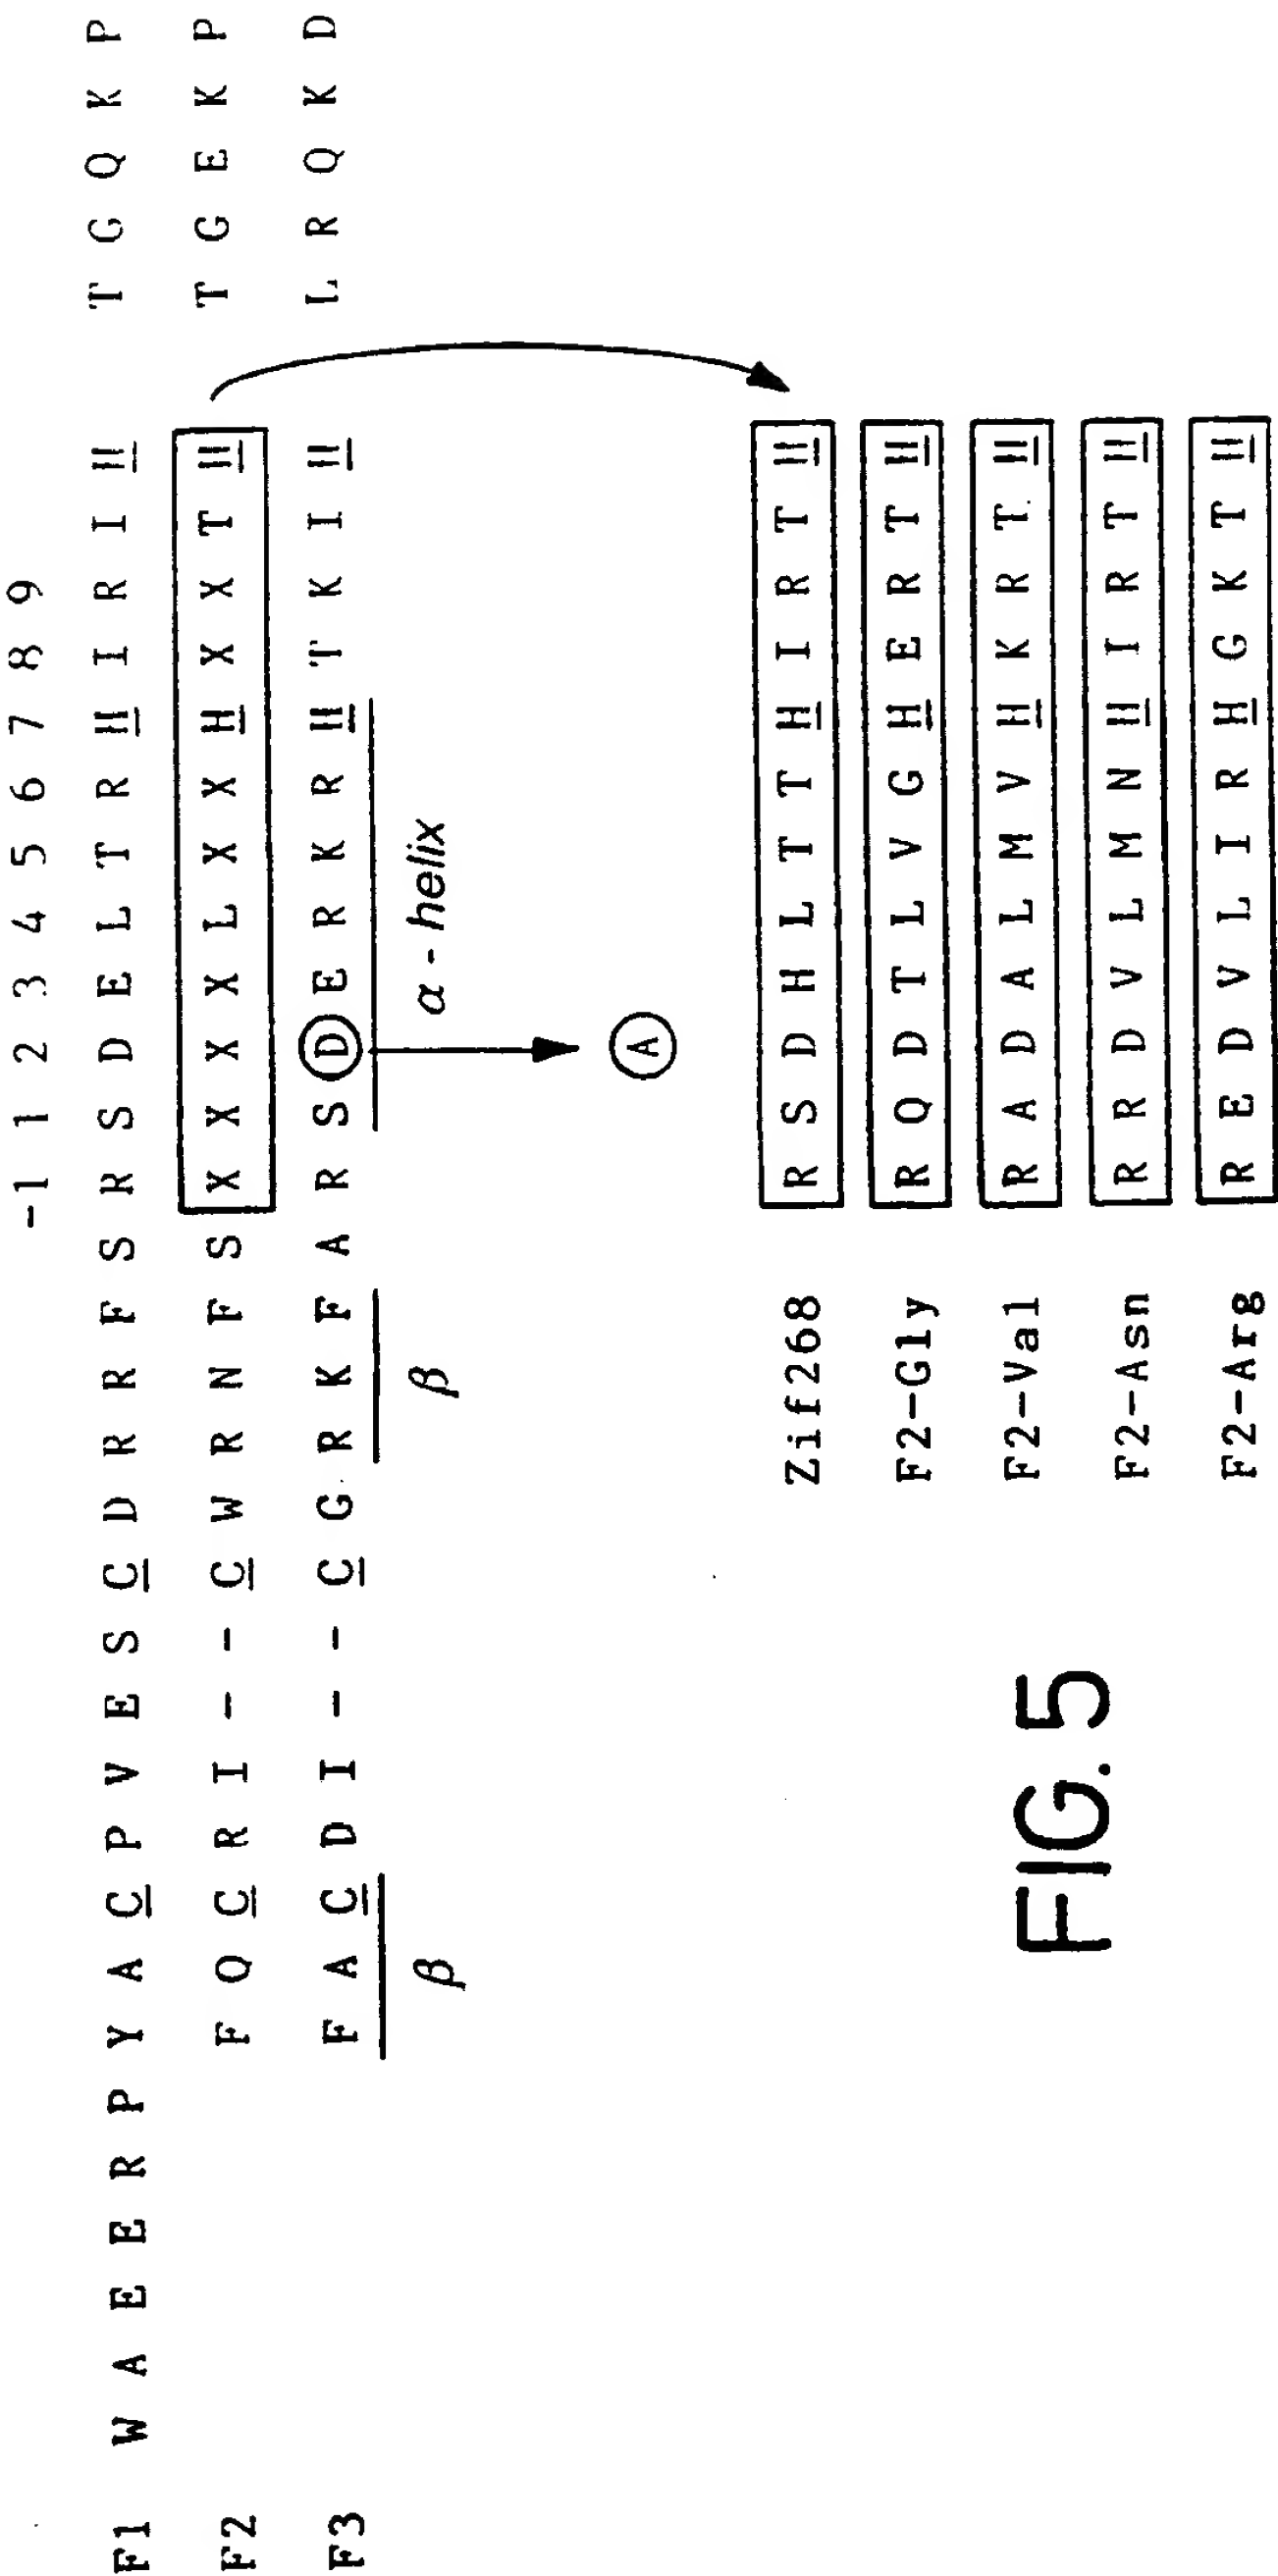 -1 1 2 3 4 5 6 7 8 9
F1 W A E E R P Y A C P V E S C D R R F S R S D E L T R H I R I H T G Q K P
F2 F Q C R I - - C W R N F S X X X X L X X H X X T H T G E K P
F3 F A C D I - - C G R K F A R S D E R K R H T K I H L R Q K D
β β α - helix
A
Zif268 R S D H L T T H I R T H
F2-Gly R Q D T L V G H E R T H
F2-Val R A D A L M V H K R T H
F2-Asn R R D V L M N H I R T H
F2-Arg R E D V L I R H G K T H
FIG. 5